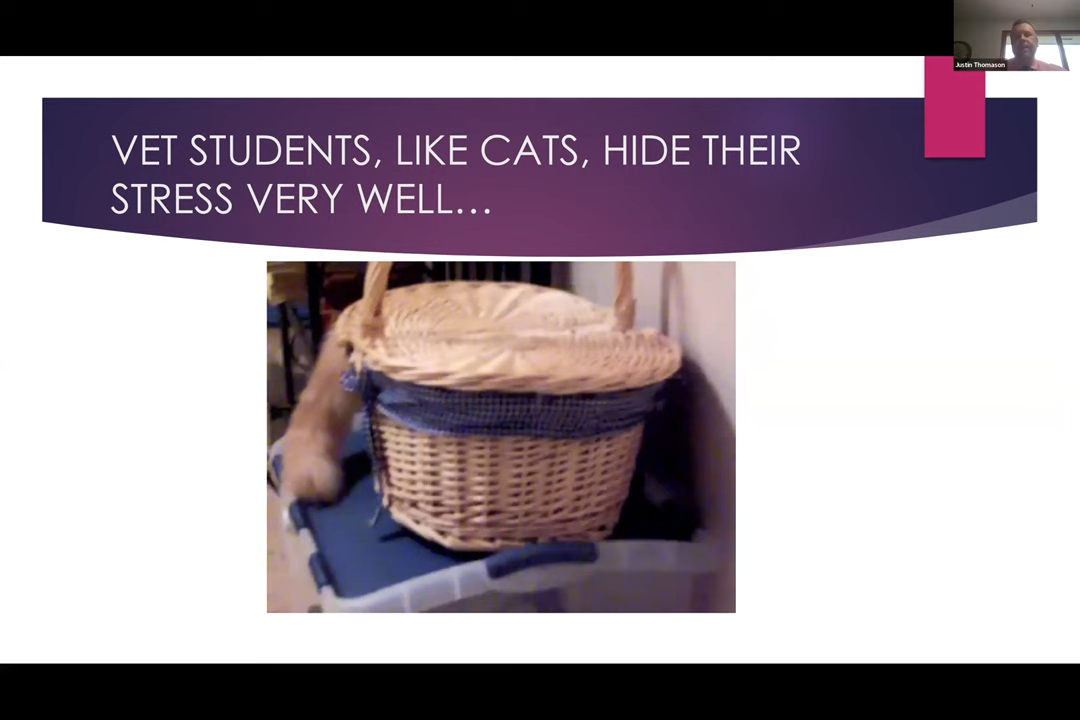 Justin Thomason
VET STUDENTS, LIKE CATS, HIDE THEIR
STRESS VERY WELL...